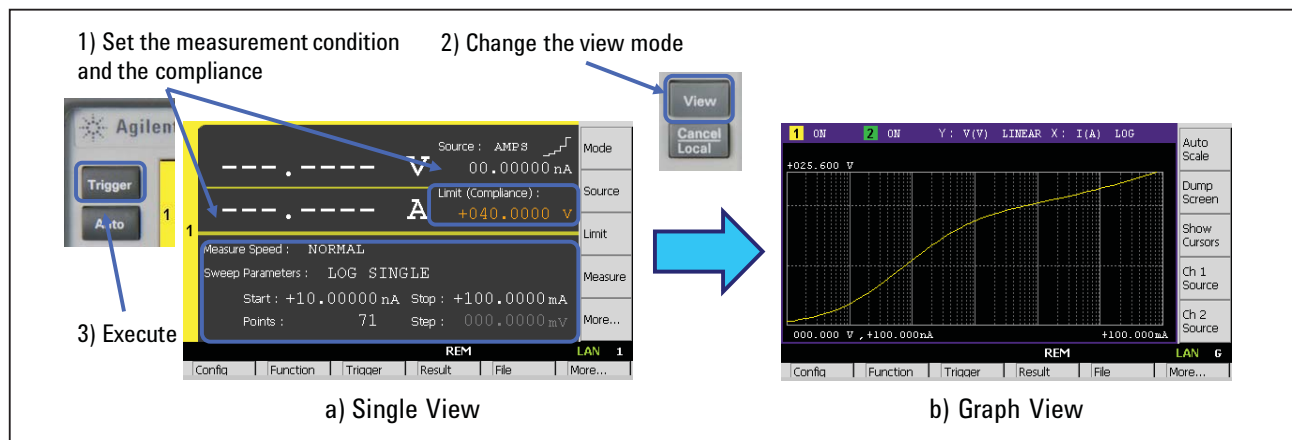 1) Set the measurement condition
and the compliance
2) Change the view mode
View
Cancel
Local
Agilent
Trigger
Auto
1
3) Execute
---.---- V
Source : AMPS
00.00000 nA
---.---- A
Limit (Compliance) :
+040.0000 V
1
Measure Speed : NORMAL
Sweep Parameters : LOG SINGLE
Start : +10.00000 nA Stop : +100.0000 mA
Points : 71 Step : 000.0000 mV
Mode
Source
Limit
Measure
More...
REM LAN 1
Config Function Trigger Result File More...
a) Single View
1 ON 2 ON Y: V(V) LINEAR X: I(A) LOG
+025.600 V
000.000 V ,+100.000nA +100.000mA
Auto
Scale
Dump
Screen
Show
Cursors
Ch 1
Source
Ch 2
Source
REM LAN G
Config Function Trigger Result File More...
b) Graph View